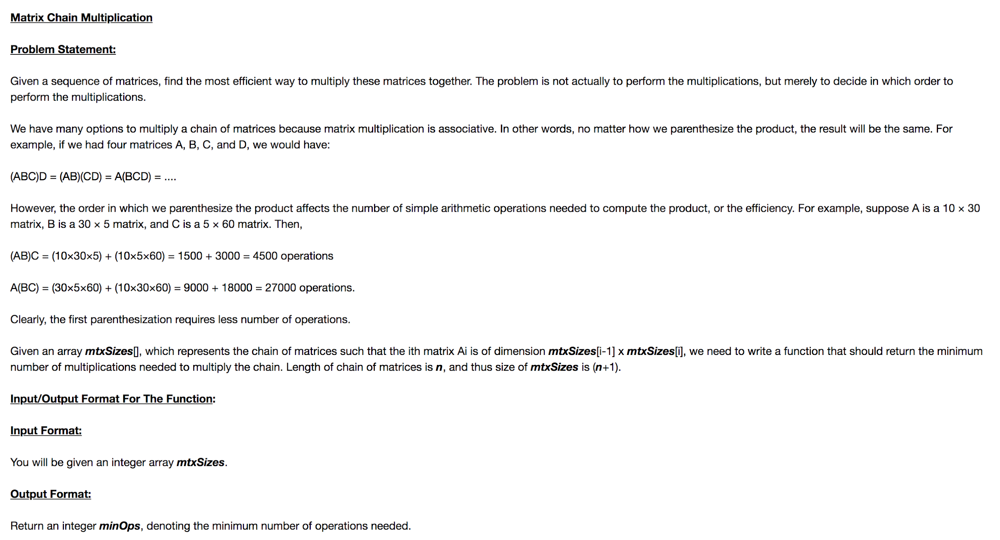 Matrix Chain Multiplication
Problem Statement:
Given a sequence of matrices, find the most efficient way to multiply these matrices together. The problem is not actually to perform the multiplications, but merely to decide in which order to
perform the multiplications.
We have many options to multiply a chain of matrices because matrix multiplication is associative. In other words, no matter how we parenthesize the product, the result will be the same. For
example, if we had four matrices A, B, C, and D, we would have:
(ABC)D = (AB)(CD) = A(BCD) = ....
However, the order in which we parenthesize the product affects the number of simple arithmetic operations needed to compute the product, or the efficiency. For example, suppose A is a 10 × 30
matrix, B is a 30 × 5 matrix, and C is a 5 × 60 matrix. Then,
(AB)C = (10×30×5) + (10×5×60) = 1500 + 3000 = 4500 operations
A(BC) = (30×5×60) + (10×30×60) = 9000 + 18000 = 27000 operations.
Clearly, the first parenthesization requires less number of operations.
Given an array mtxSizes[], which represents the chain of matrices such that the ith matrix Ai is of dimension mtxSizes[i-1] x mtxSizes[i], we need to write a function that should return the minimum
number of multiplications needed to multiply the chain. Length of chain of matrices is n, and thus size of mtxSizes is (n+1).
Input/Output Format For The Function:
Input Format:
You will be given an integer array mtxSizes.
Output Format:
Return an integer minOps, denoting the minimum number of operations needed.